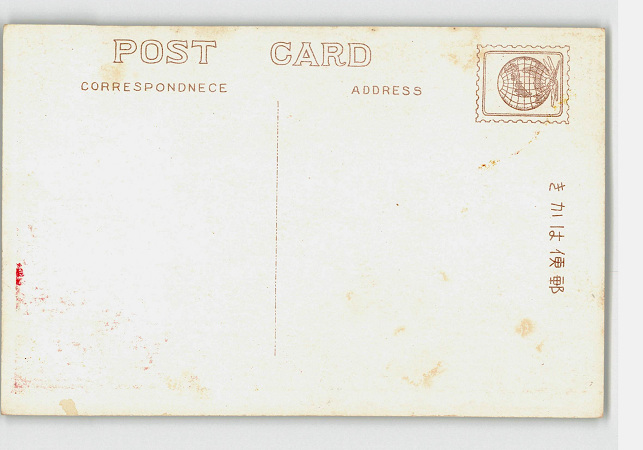 POST CARD
CORRESPONDNECE
ADDRESS
きかは便郵